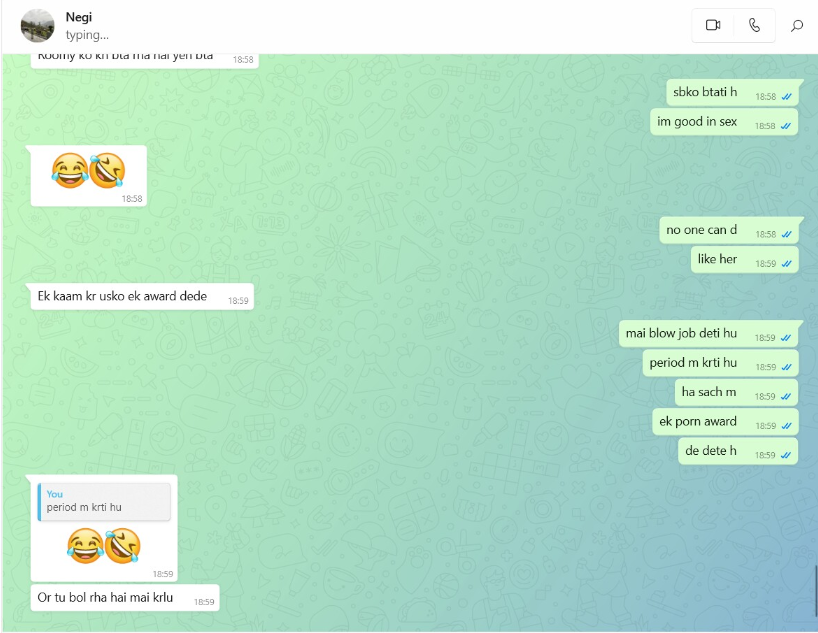 Negi
typing...
Roomy ko kh bta ma hai yeh bta 18:58
sbko btati h 18:58
im good in sex 18:58
😂🤣
18:58
no one can d 18:58
like her 18:59
Ek kaam kr usko ek award dede 18:59
mai blow job deti hu 18:59
period m krti hu 18:59
ha sach m 18:59
ek porn award 18:59
de dete h 18:59
You
period m krti hu
😂🤣
18:59
Or tu bol rha hai mai krlu 18:59